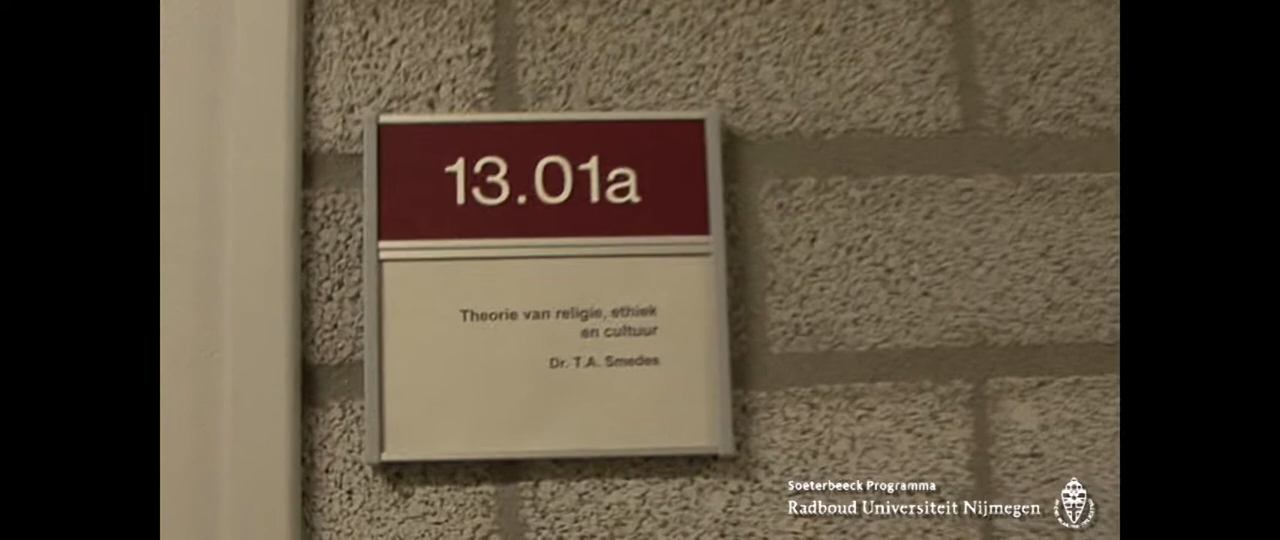 13.01a
Theorie van religie, ethiek
en cultuur
Dr. T.A. Smedes
Soeterbeeck Programma
Radboud Universiteit Nijmegen